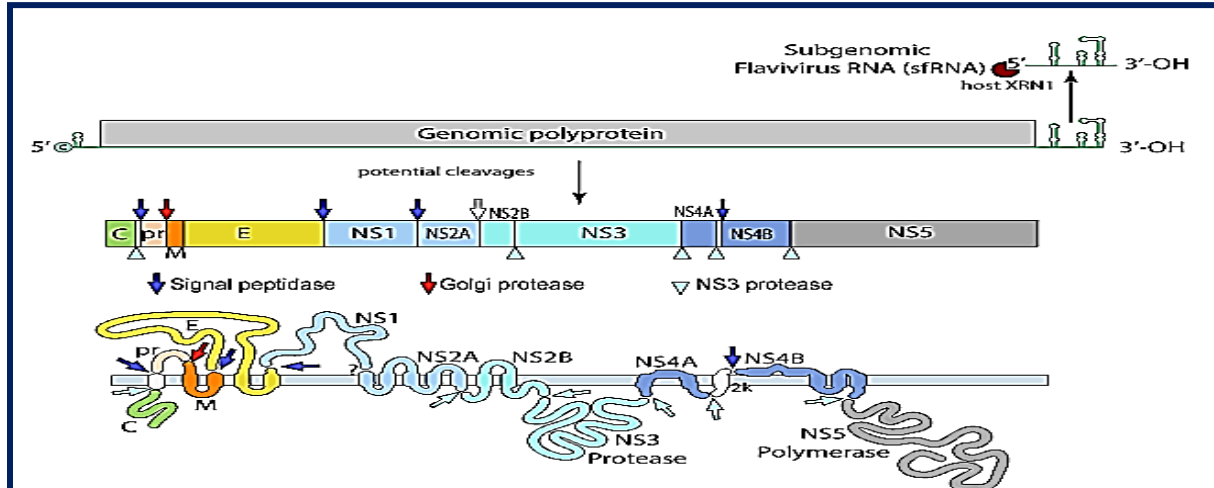 Subgenomic
Flavivirus RNA (sfRNA)
5' 3'-OH
host XRN1
Genomic polyprotein
5' C 3'-OH
potential cleavages
NS2B NS4A
C pr E NS1 NS2A NS3 NS4B NS5
M
Signal peptidase Golgi protease NS3 protease
NS1
E
pr NS2A NS2B NS4A NS4B
?
2k
M
C
NS3
Protease
NS5
Polymerase